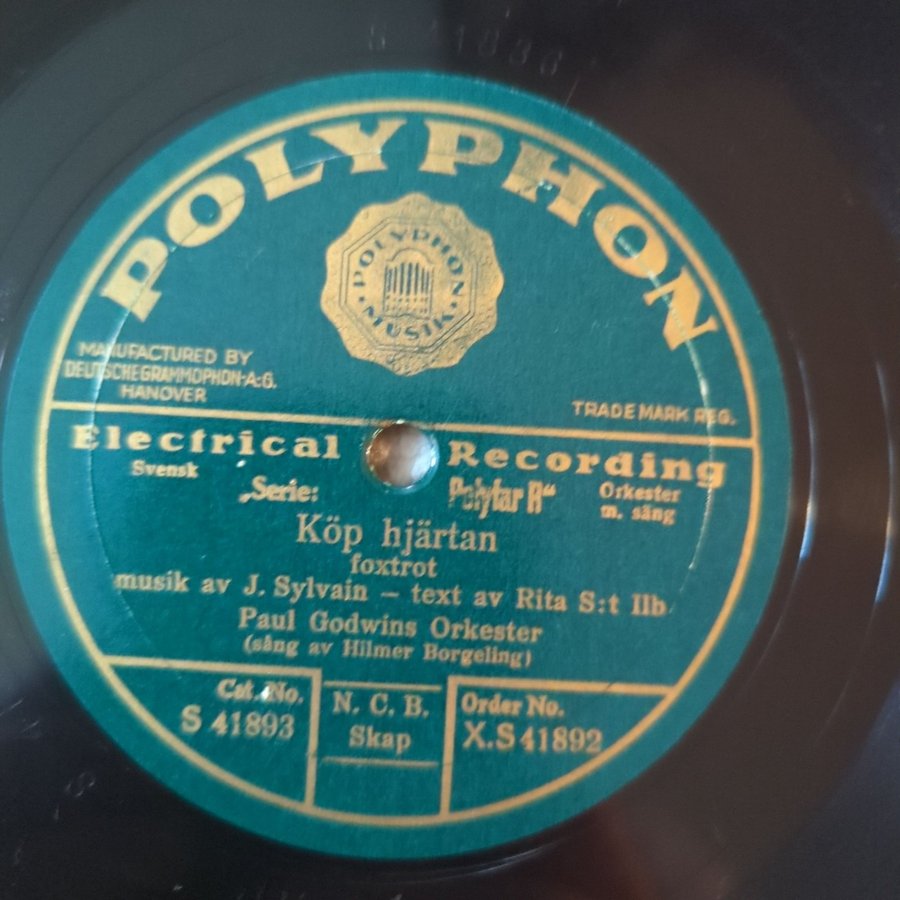 POLYPHON
POLYPHON
MUSIK
MANUFACTURED BY
DEUTSCHE GRAMMOPHON-A:G.
HANOVER
TRADE MARK REG.
Electrical Recording
Svensk
„Serie: Polyfar R“
Orkester
m. sång
Köp hjärtan
foxtrot
musik av J. Sylvain — text av Rita S:t Ilb
Paul Godwins Orkester
(sång av Hilmer Borgeling)
Cat. No.
S 41893
N. C. B.
Skap
Order No.
X.S 41892